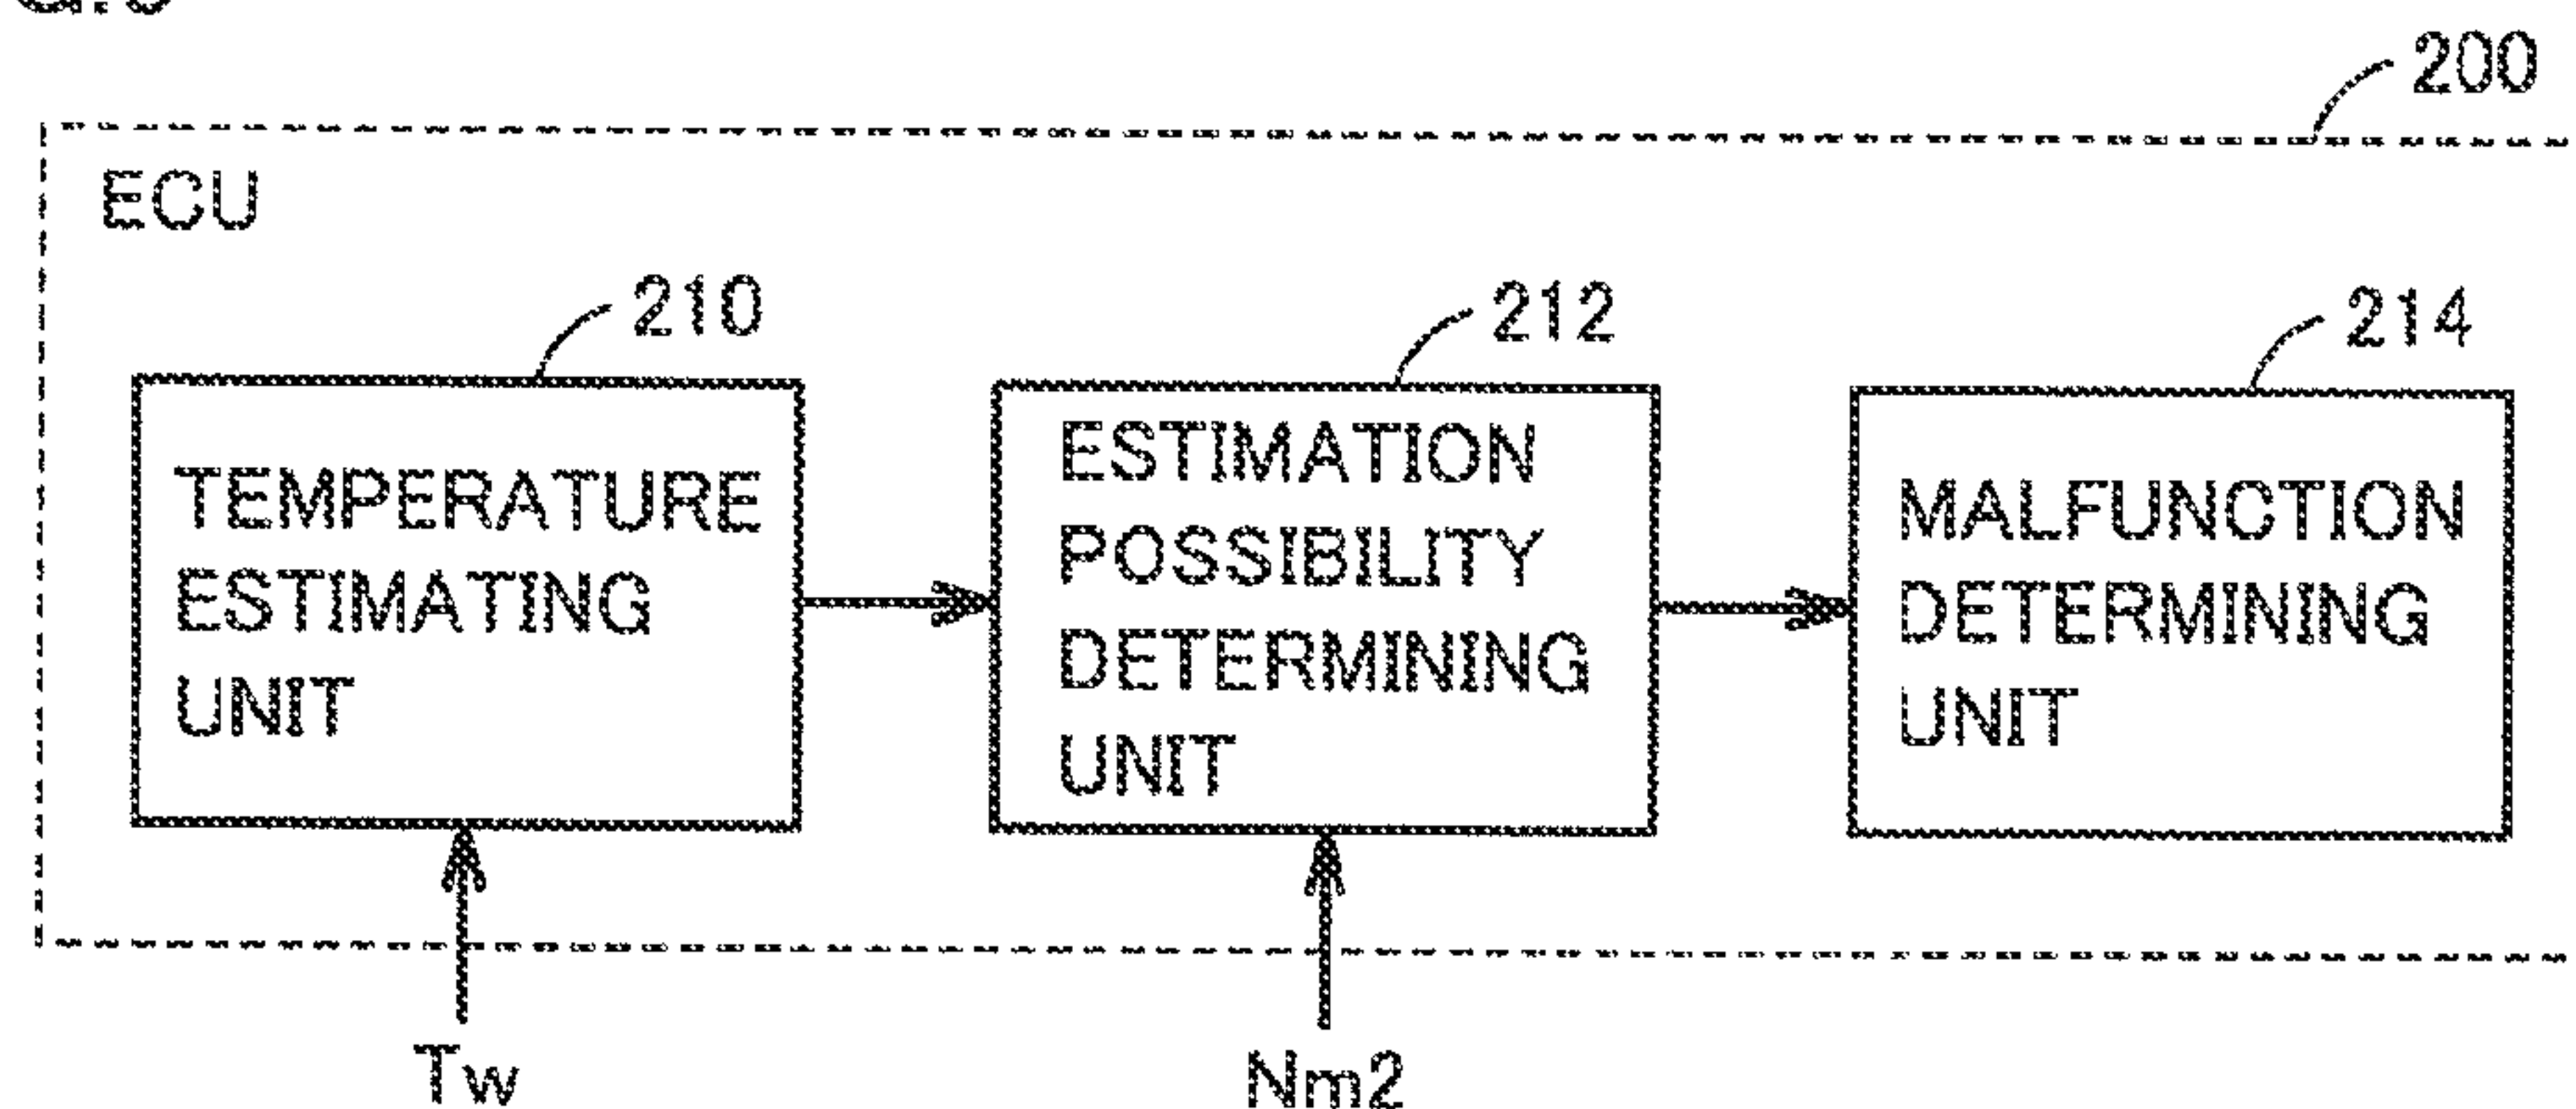 200
ECU
210
212
214
TEMPERATURE
ESTIMATING
UNIT
ESTIMATION
POSSIBILITY
DETERMINING
UNIT
MALFUNCTION
DETERMINING
UNIT
Tw
Nm2